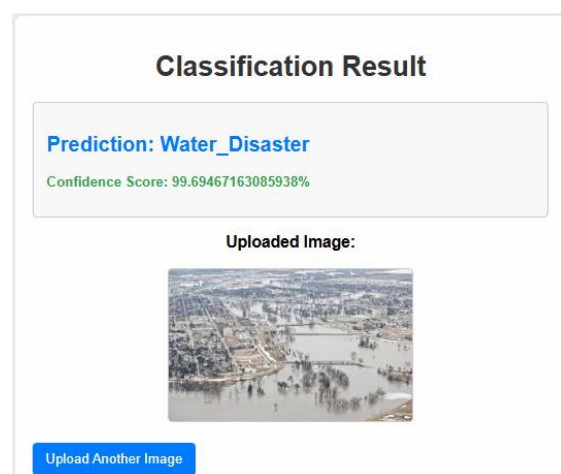 Classification Result
Prediction: Water_Disaster
Confidence Score: 99.69467163085938%
Uploaded Image:
Upload Another Image